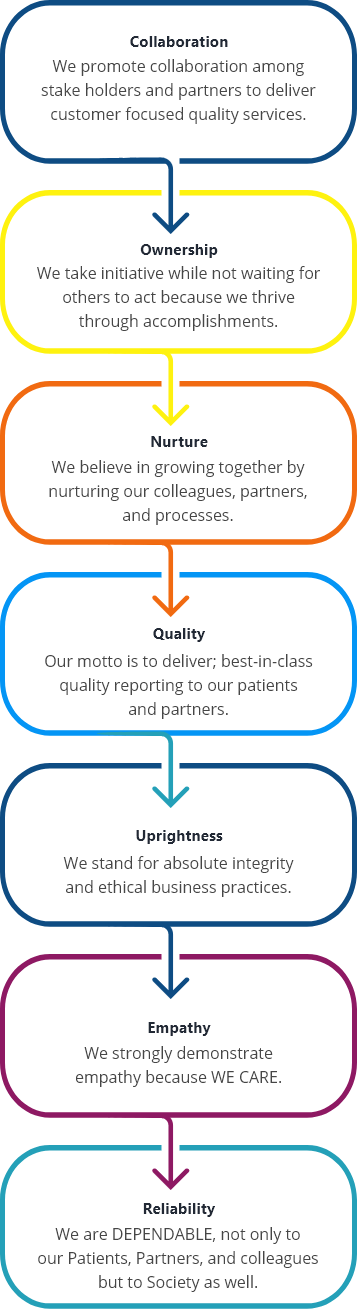 Collaboration
We promote collaboration among
stake holders and partners to deliver
customer focused quality services.
Ownership
We take initiative while not waiting for
others to act because we thrive
through accomplishments.
Nurture
We believe in growing together by
nurturing our colleagues, partners,
and processes.
Quality
Our motto is to deliver; best-in-class
quality reporting to our patients
and partners.
Uprightness
We stand for absolute integrity
and ethical business practices.
Empathy
We strongly demonstrate
empathy because WE CARE.
Reliability
We are DEPENDABLE, not only to
our Patients, Partners, and colleagues
but to Society as well.